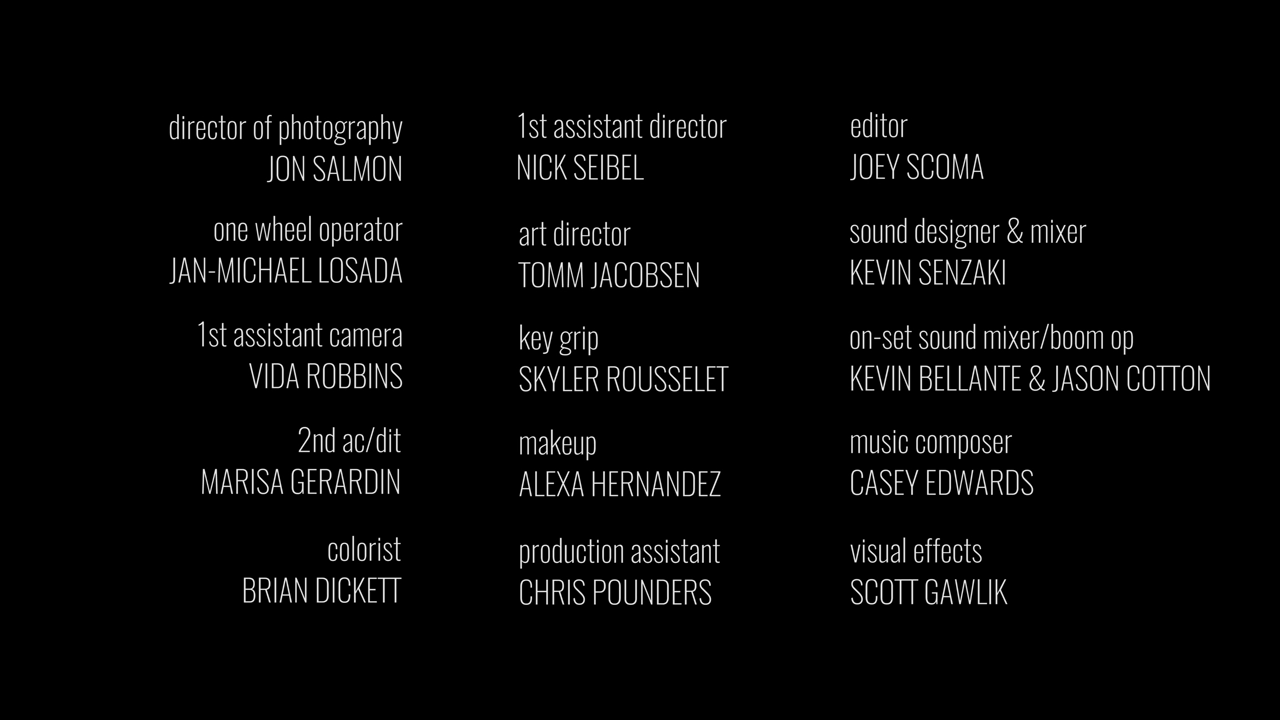 director of photography
JON SALMON
one wheel operator
JAN-MICHAEL LOSADA
1st assistant camera
VIDA ROBBINS
2nd ac/dit
MARISA GERARDIN
colorist
BRIAN DICKETT
1st assistant director
NICK SEIBEL
art director
TOMM JACOBSEN
key grip
SKYLER ROUSSELET
makeup
ALEXA HERNANDEZ
production assistant
CHRIS POUNDERS
editor
JOEY SCOMA
sound designer & mixer
KEVIN SENZAKI
on-set sound mixer/boom op
KEVIN BELLANTE & JASON COTTON
music composer
CASEY EDWARDS
visual effects
SCOTT GAWLIK